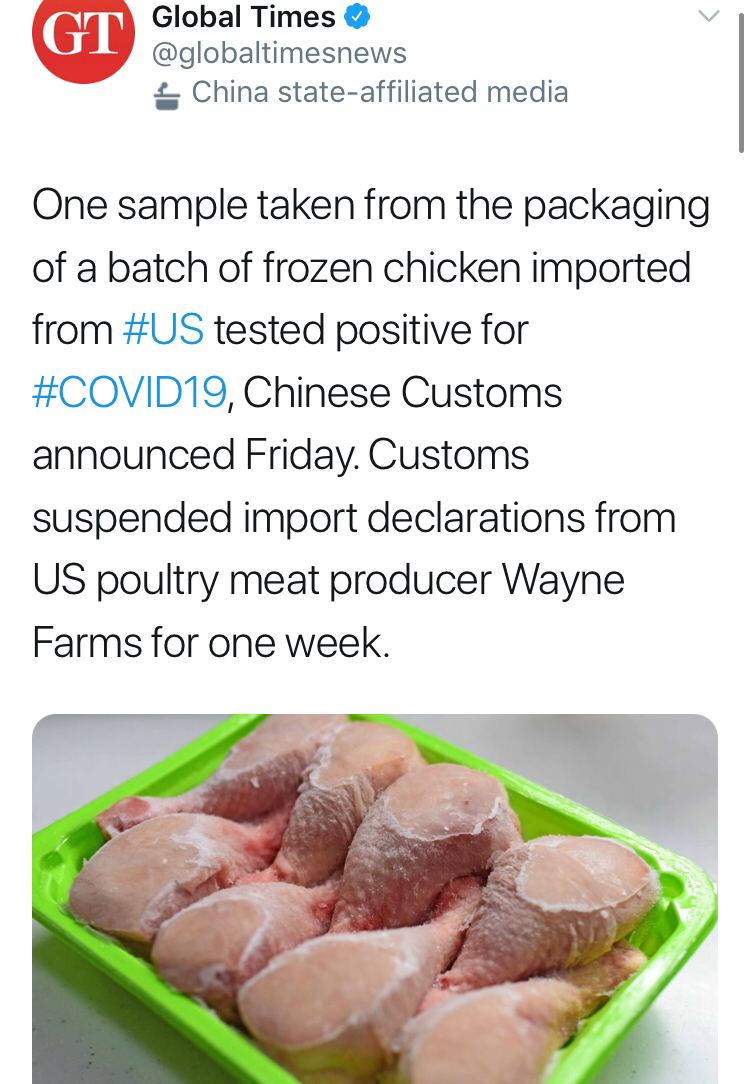 GT
Global Times
@globaltimesnews
China state-affiliated media
One sample taken from the packaging
of a batch of frozen chicken imported
from #US tested positive for
#COVID19, Chinese Customs
announced Friday. Customs
suspended import declarations from
US poultry meat producer Wayne
Farms for one week.